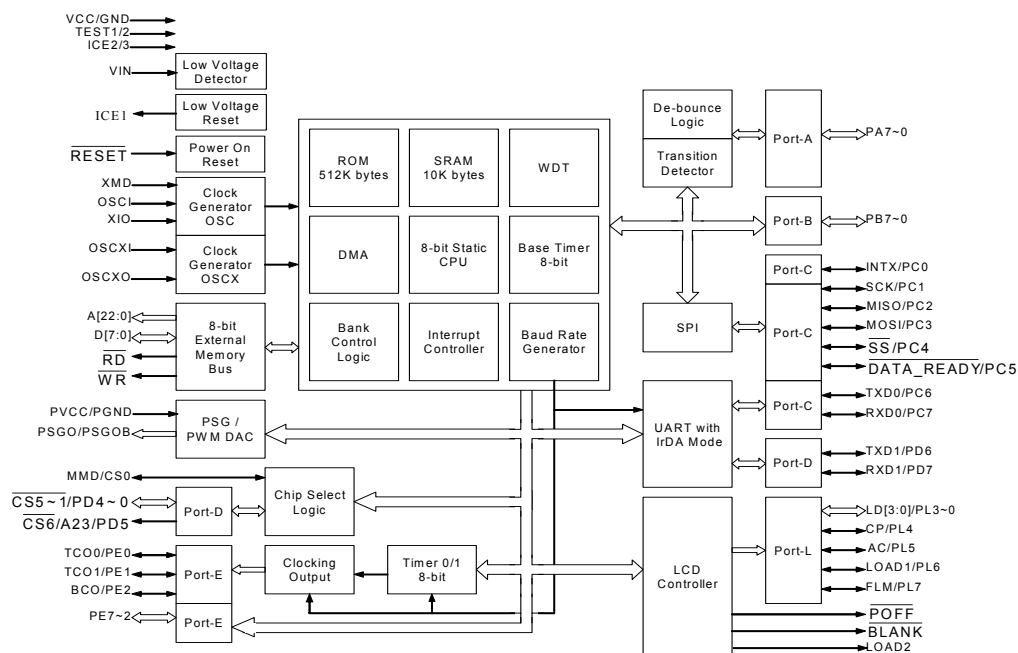 VCC/GND
TEST1/2
ICE2/3
VIN
Low Voltage
Detector
ICE1
Low Voltage
Reset
RESET
Power On
Reset
XMD
OSCI
XIO
Clock
Generator
OSC
OSCXI
OSCXO
Clock
Generator
OSCX
A[22:0]
D[7:0]
RD
WR
8-bit
External
Memory
Bus
PVCC/PGND
PSGO/PSGOB
PSG /
PWM DAC
MMD/CS0
CS5~1/PD4~0
CS6/A23/PD5
Port-D
Chip Select
Logic
TCO0/PE0
TCO1/PE1
BCO/PE2
PE7~2
Port-E
Port-E
Clocking
Output
Timer 0/1
8-bit
ROM
512K bytes
SRAM
10K bytes
WDT
DMA
8-bit Static
CPU
Base Timer
8-bit
Bank
Control
Logic
Interrupt
Controller
Baud Rate
Generator
De-bounce
Logic
Transition
Detector
Port-A
PA7~0
Port-B
PB7~0
SPI
Port-C
INTX/PC0
Port-C
SCK/PC1
MISO/PC2
MOSI/PC3
SS/PC4
DATA_READY/PC5
UART with
IrDA Mode
Port-C
TXD0/PC6
RXD0/PC7
Port-D
TXD1/PD6
RXD1/PD7
LCD
Controller
Port-L
LD[3:0]/PL3~0
CP/PL4
AC/PL5
LOAD1/PL6
FLM/PL7
POFF
BLANK
LOAD2